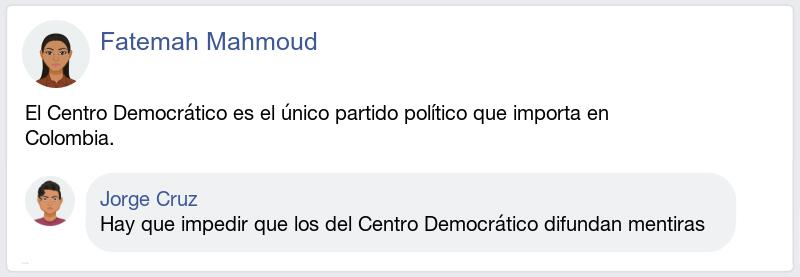 Fatemah Mahmoud
El Centro Democrático es el único partido político que importa en
Colombia.
Jorge Cruz
Hay que impedir que los del Centro Democrático difundan mentiras